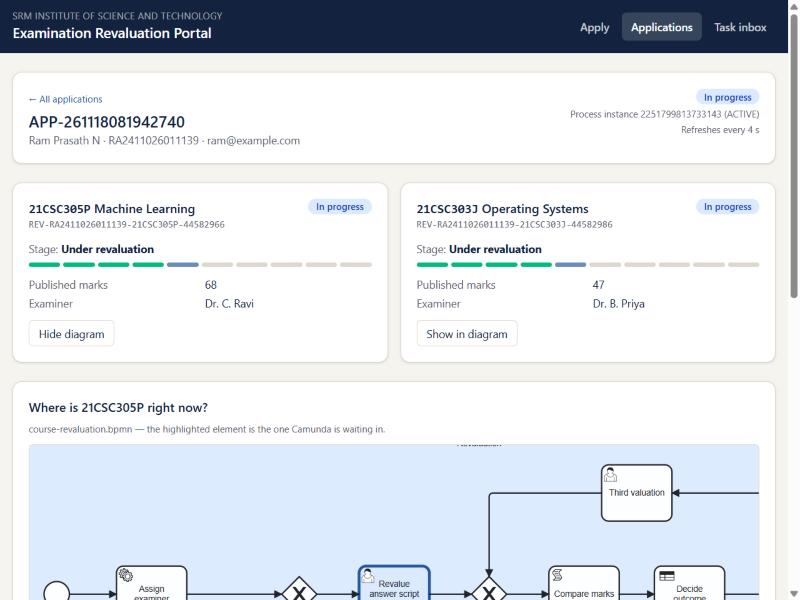 SRM INSTITUTE OF SCIENCE AND TECHNOLOGY
Examination Revaluation Portal
Apply
Applications
Task inbox
← All applications
APP-261118081942740
Ram Prasath N · RA2411026011139 · ram@example.com
In progress
Process instance 2251799813733143 (ACTIVE)
Refreshes every 4 s
21CSC305P Machine Learning
In progress
REV-RA2411026011139-21CSC305P-44582966
Stage: Under revaluation
Published marks 68
Examiner Dr. C. Ravi
Hide diagram
21CSC303J Operating Systems
In progress
REV-RA2411026011139-21CSC303J-44582986
Stage: Under revaluation
Published marks 47
Examiner Dr. B. Priya
Show in diagram
Where is 21CSC305P right now?
course-revaluation.bpmn — the highlighted element is the one Camunda is waiting in.
Third valuation
Assign
examiner
Revalue
answer script
Compare marks
Decide
outcome